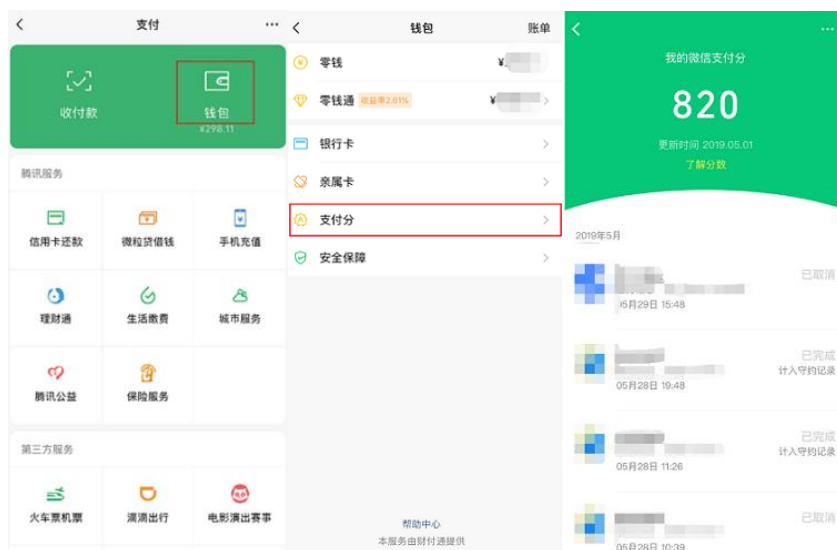 支付
收付款
钱包
¥298.11
腾讯服务
信用卡还款
微粒贷借钱
手机充值
理财通
生活缴费
城市服务
腾讯公益
保险服务
第三方服务
火车票机票
滴滴出行
电影演出赛事
钱包
账单
零钱
¥
零钱通
收益率2.61%
¥
银行卡
亲属卡
支付分
安全保障
帮助中心
本服务由财付通提供
我的微信支付分
820
更新时间 2019.05.01
了解分数
2019年5月
已取消
05月29日 15:48
已完成
计入守约记录
05月28日 19:48
已完成
计入守约记录
05月28日 11:26
已取消
05月28日 10:39